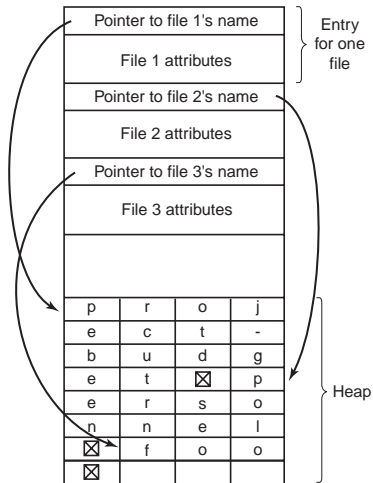 Pointer to file 1's name
File 1 attributes
Pointer to file 2's name
File 2 attributes
Pointer to file 3's name
File 3 attributes
Entry
for one
file
p r o j
e c t -
b u d g
e t ☒ p
e r s o
n n e l
☒ f o o
☒
Heap